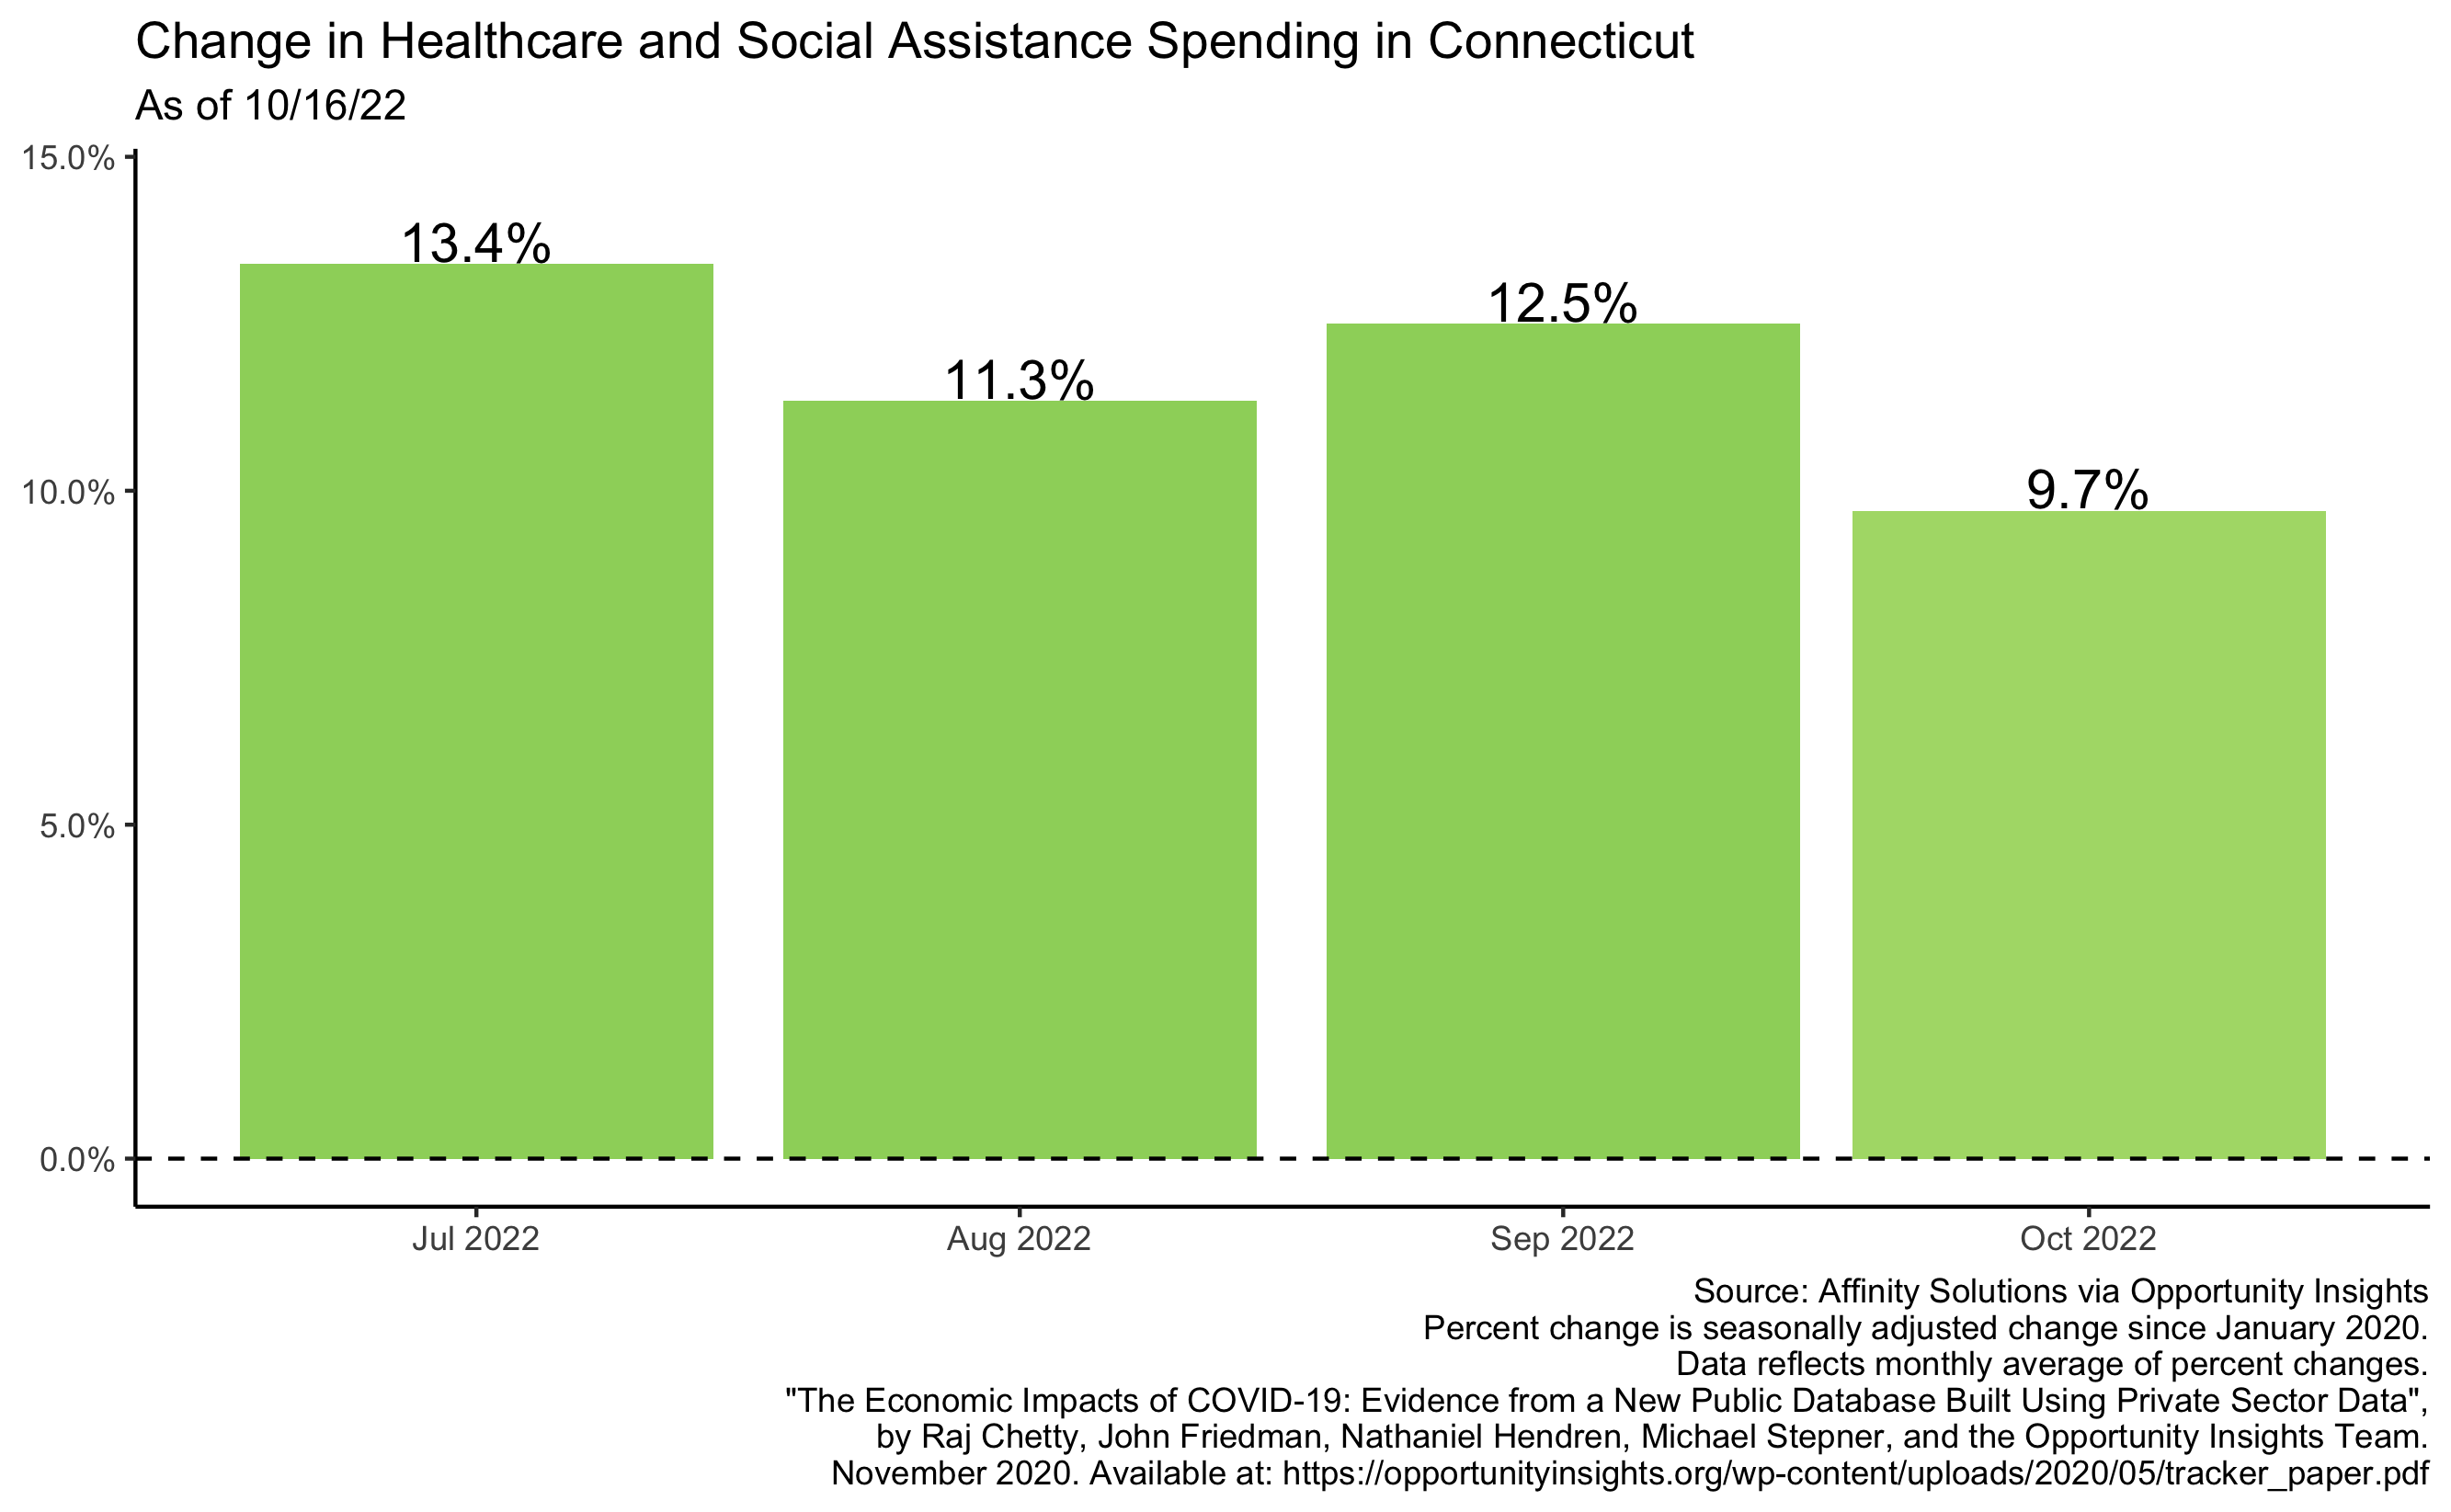 Change in Healthcare and Social Assistance Spending in Connecticut
As of 10/16/22
15.0%
10.0%
5.0%
0.0%
13.4%
11.3%
12.5%
9.7%
Jul 2022
Aug 2022
Sep 2022
Oct 2022
Source: Affinity Solutions via Opportunity Insights
Percent change is seasonally adjusted change since January 2020.
Data reflects monthly average of percent changes.
"The Economic Impacts of COVID-19: Evidence from a New Public Database Built Using Private Sector Data",
by Raj Chetty, John Friedman, Nathaniel Hendren, Michael Stepner, and the Opportunity Insights Team.
November 2020. Available at: https://opportunityinsights.org/wp-content/uploads/2020/05/tracker_paper.pdf